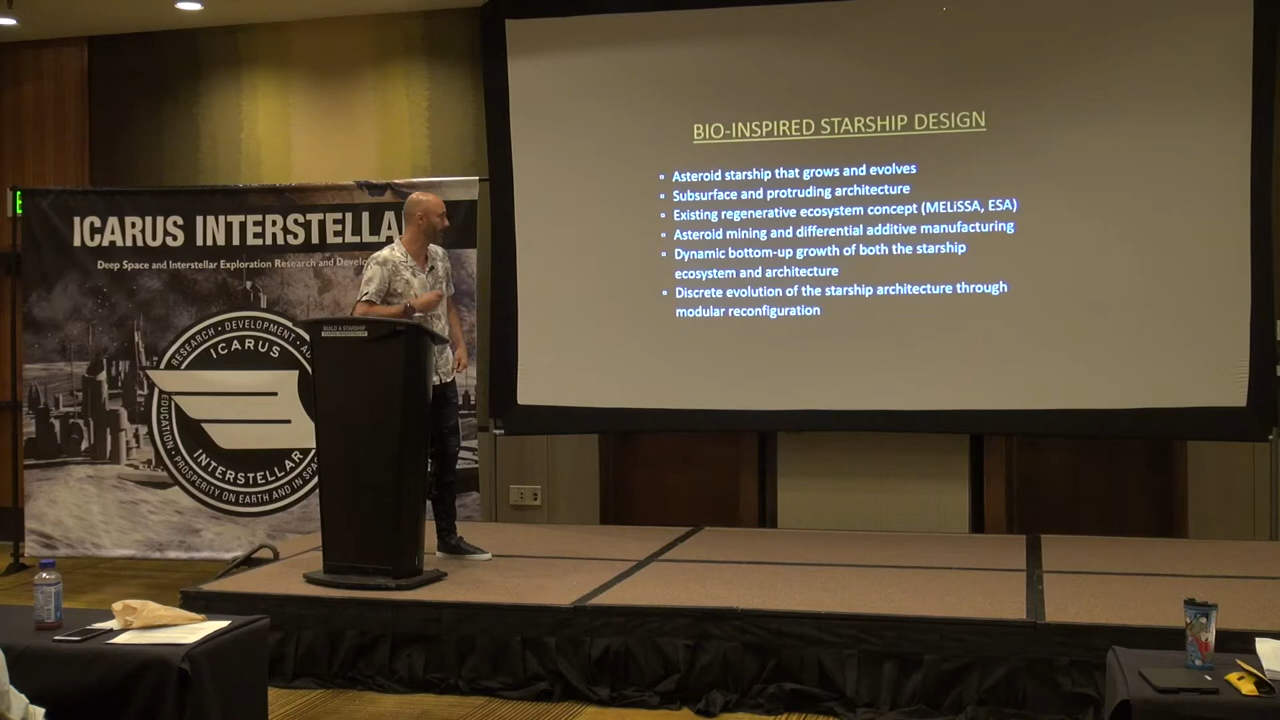 BIO-INSPIRED STARSHIP DESIGN
▫ Asteroid starship that grows and evolves
▫ Subsurface and protruding architecture
▫ Existing regenerative ecosystem concept (MELiSSA, ESA)
▫ Asteroid mining and differential additive manufacturing
▫ Dynamic bottom-up growth of both the starship
ecosystem and architecture
▫ Discrete evolution of the starship architecture through
modular reconfiguration
ICARUS INTERSTELLA
Deep Space and Interstellar Exploration Research and Develo
RESEARCH • DEVELOPMENT •
ICARUS
INTERSTELLAR
EDUCATION • PROSPERITY ON EARTH AND IN SPA
BUILD A STARSHIP